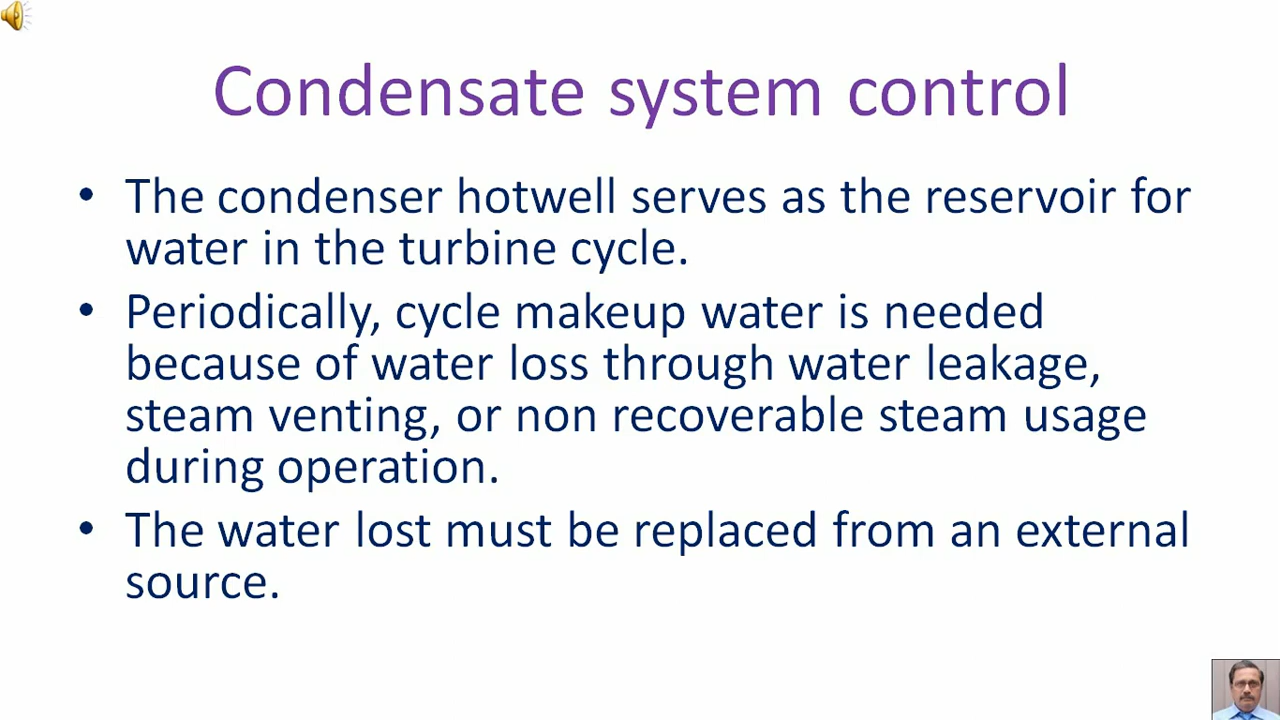 Condensate system control
• The condenser hotwell serves as the reservoir for
water in the turbine cycle.
• Periodically, cycle makeup water is needed
because of water loss through water leakage,
steam venting, or non recoverable steam usage
during operation.
• The water lost must be replaced from an external
source.